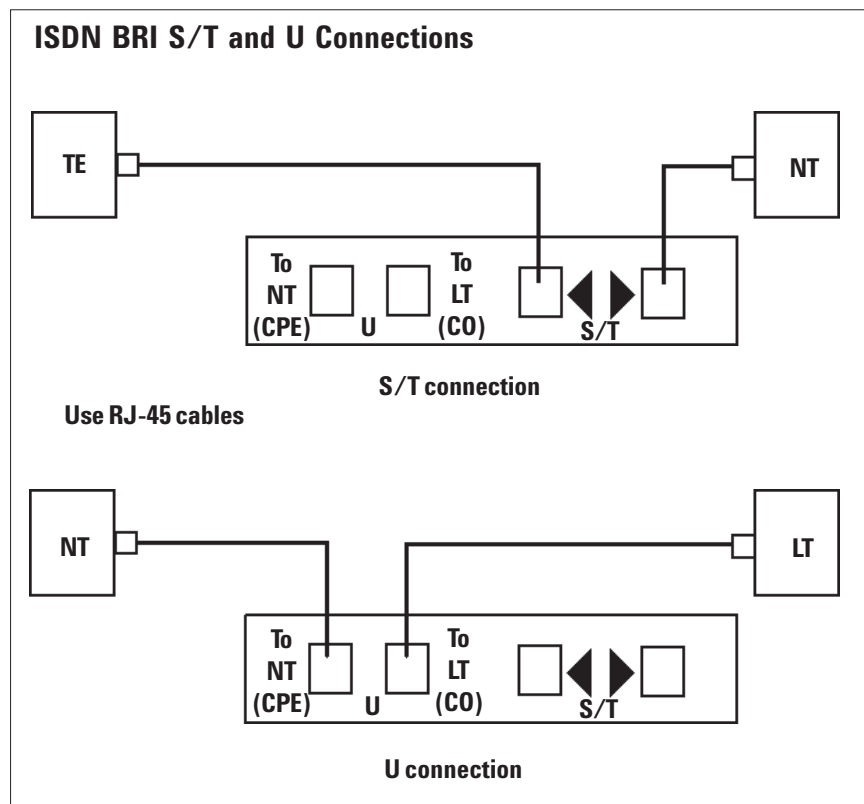 ISDN BRI S/T and U Connections
TE
NT
To
NT
(CPE)
U
To
LT
(CO)
S/T
S/T connection
Use RJ-45 cables
NT
LT
To
NT
(CPE)
U
To
LT
(CO)
S/T
U connection